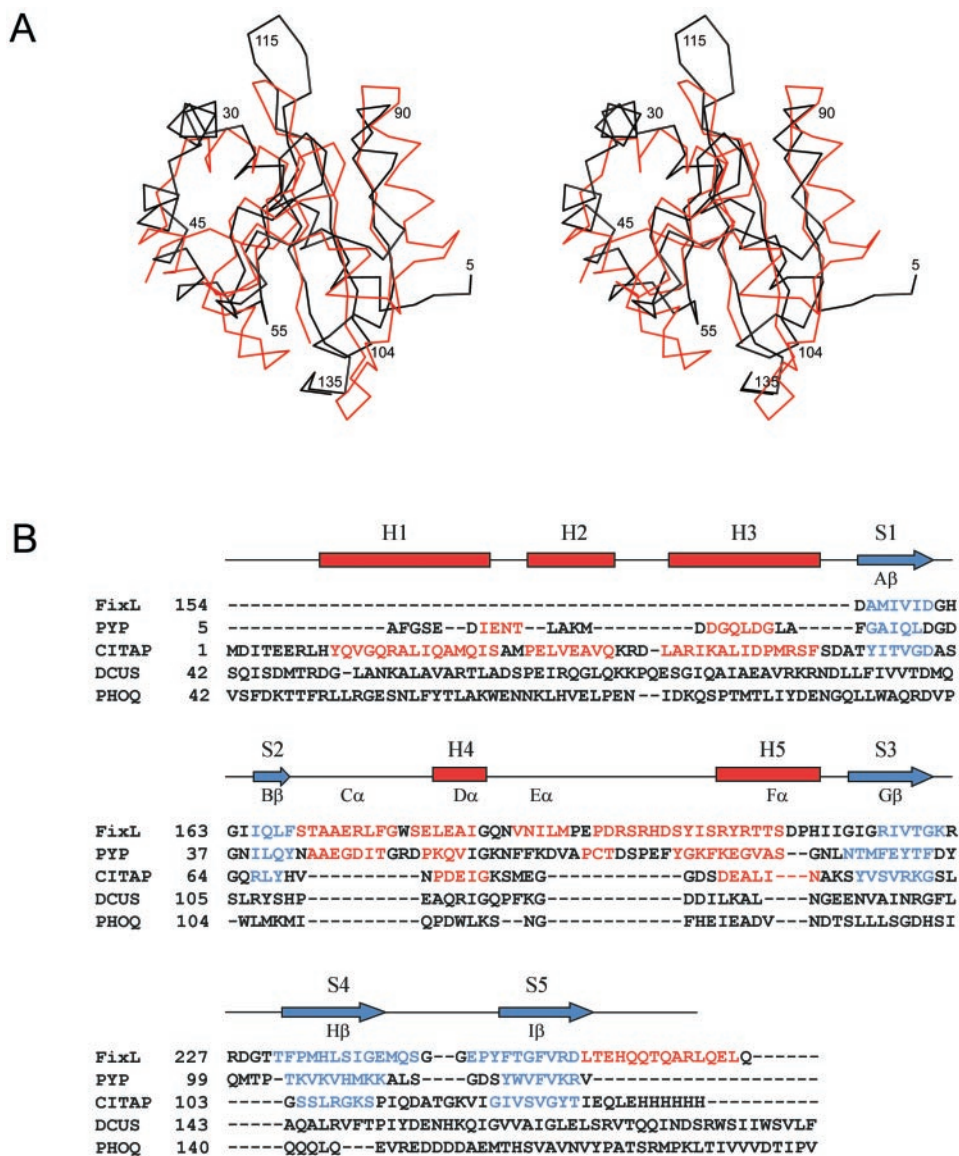 A
115 115
30 30
90 90
45 45
5 5
55 55
104 104
135 135
B
H1 H2 H3 S1
Aβ
FixL 154 ----------------------------------------------------DAMIVIDGH
PYP 5 -------------AFGSE--DIENT--LAKM-----DDGQLDGLA---FGAIQLDGD
CITAP 1 MDITEERLHYQVGQRALIQAMQISAMPELVEAVQKRD-LARIKALIDPMRSFSDATYITVGDAS
DCUS 42 SQISDMTRDG-LANKALAVARTLADSPEIRQGLQKKPQESGIQAIAEAVRKRNDLLFIVVTDMQ
PHOQ 42 VSFDKTTFRLLRGESNLFYTLAKWENNKLHVELPEN---IDKQSPTMTLIYDENGQLLWAQRDVP
S2 H4 H5 S3
Bβ Cα Dα Eα Fα Gβ
FixL 163 GIIQLFSTAAERLFGWSELEAIGQNVNILMPEPDRSRHDSYISRYRTTSDPHIIGIGRIVTGKR
PYP 37 GNILQYNAAEGDITGRDPKQVIGKNFFKDVAPCTDSPEFYGKFKEGVAS---GNLNTMFEYTFDY
CITAP 64 GQRLYHV----------NPDEIGKSMEG--------GDSDEALI---NAKSYVSVRKGSL
DCUS 105 SLRYSHP----------EAQRIGQPFKG--------DDILKAL----NGEENVAINRGFL
PHOQ 104 -WLMKMI----------QPDWLKS--NG--------FHEIEADV---NDTSLLLSGDHSI
S4 S5
Hβ Iβ
FixL 227 RDGTTFPMHLSIGEMQSG--GEPYFTGFVRDLTEHQQTQARLQELQ------
PYP 99 QMTP-TKVKVHMKKALS---GDSYWVFVKRV--------------------
CITAP 103 -----GSSLRGKSPIQDATGKVIGIVSVGYTIEQLEHHHHHH---------
DCUS 143 ----AQALRVFTPIYDENHKQIGVVAIGLELSRVTQQINDSRWSIIWSVLF
PHOQ 140 ----QQQLQ---EVREDDDDAEMTHSVAVNVYPATSRMPKLTIVVVDTIPV